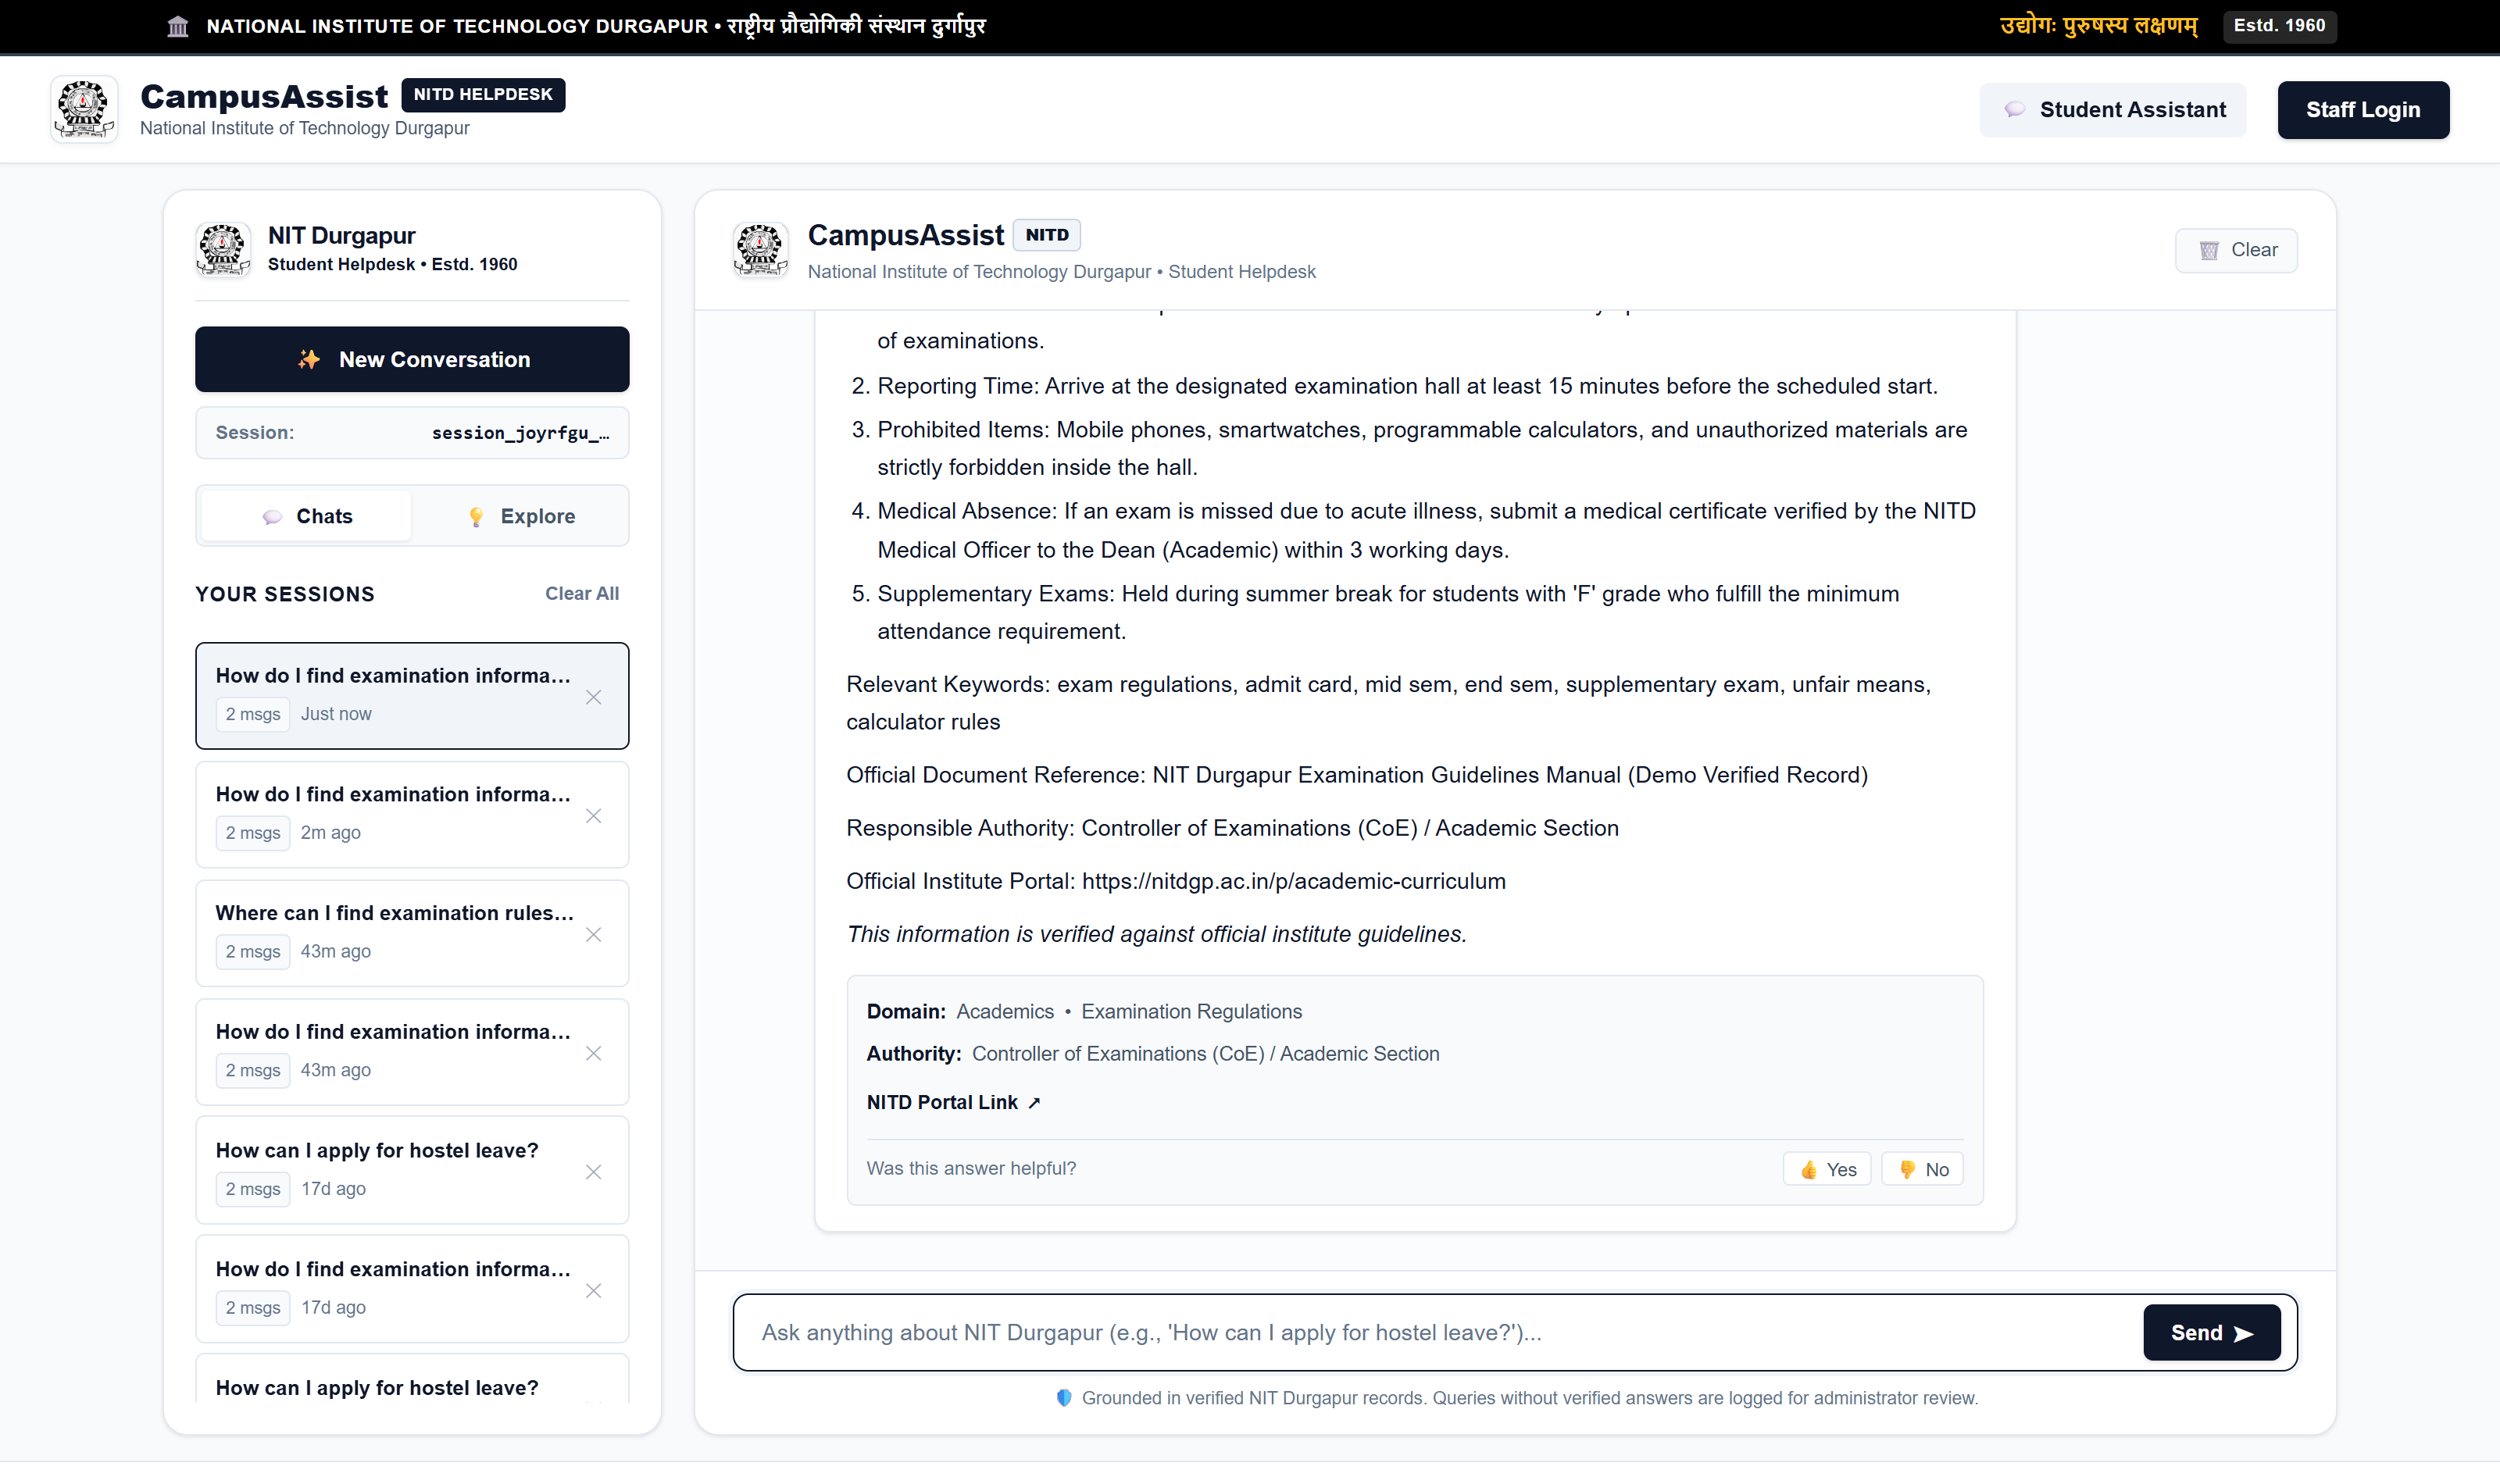 NATIONAL INSTITUTE OF TECHNOLOGY DURGAPUR • राष्ट्रीय प्रौद्योगिकी संस्थान दुर्गापुर
उद्योगः पुरुषस्य लक्षणम्
Estd. 1960
CampusAssist NITD HELPDESK
National Institute of Technology Durgapur
Student Assistant
Staff Login
NIT Durgapur
Student Helpdesk • Estd. 1960
New Conversation
Session: session_joyrfgu_…
Chats
Explore
YOUR SESSIONS
Clear All
How do I find examination informa…
2 msgs Just now
How do I find examination informa…
2 msgs 2m ago
Where can I find examination rules…
2 msgs 43m ago
How do I find examination informa…
2 msgs 43m ago
How can I apply for hostel leave?
2 msgs 17d ago
How do I find examination informa…
2 msgs 17d ago
How can I apply for hostel leave?
CampusAssist NITD
National Institute of Technology Durgapur • Student Helpdesk
Clear
of examinations.
2. Reporting Time: Arrive at the designated examination hall at least 15 minutes before the scheduled start.
3. Prohibited Items: Mobile phones, smartwatches, programmable calculators, and unauthorized materials are
strictly forbidden inside the hall.
4. Medical Absence: If an exam is missed due to acute illness, submit a medical certificate verified by the NITD
Medical Officer to the Dean (Academic) within 3 working days.
5. Supplementary Exams: Held during summer break for students with 'F' grade who fulfill the minimum
attendance requirement.
Relevant Keywords: exam regulations, admit card, mid sem, end sem, supplementary exam, unfair means,
calculator rules
Official Document Reference: NIT Durgapur Examination Guidelines Manual (Demo Verified Record)
Responsible Authority: Controller of Examinations (CoE) / Academic Section
Official Institute Portal: https://nitdgp.ac.in/p/academic-curriculum
This information is verified against official institute guidelines.
Domain: Academics • Examination Regulations
Authority: Controller of Examinations (CoE) / Academic Section
NITD Portal Link ↗
Was this answer helpful?
Yes
No
Ask anything about NIT Durgapur (e.g., 'How can I apply for hostel leave?')...
Send ➤
Grounded in verified NIT Durgapur records. Queries without verified answers are logged for administrator review.